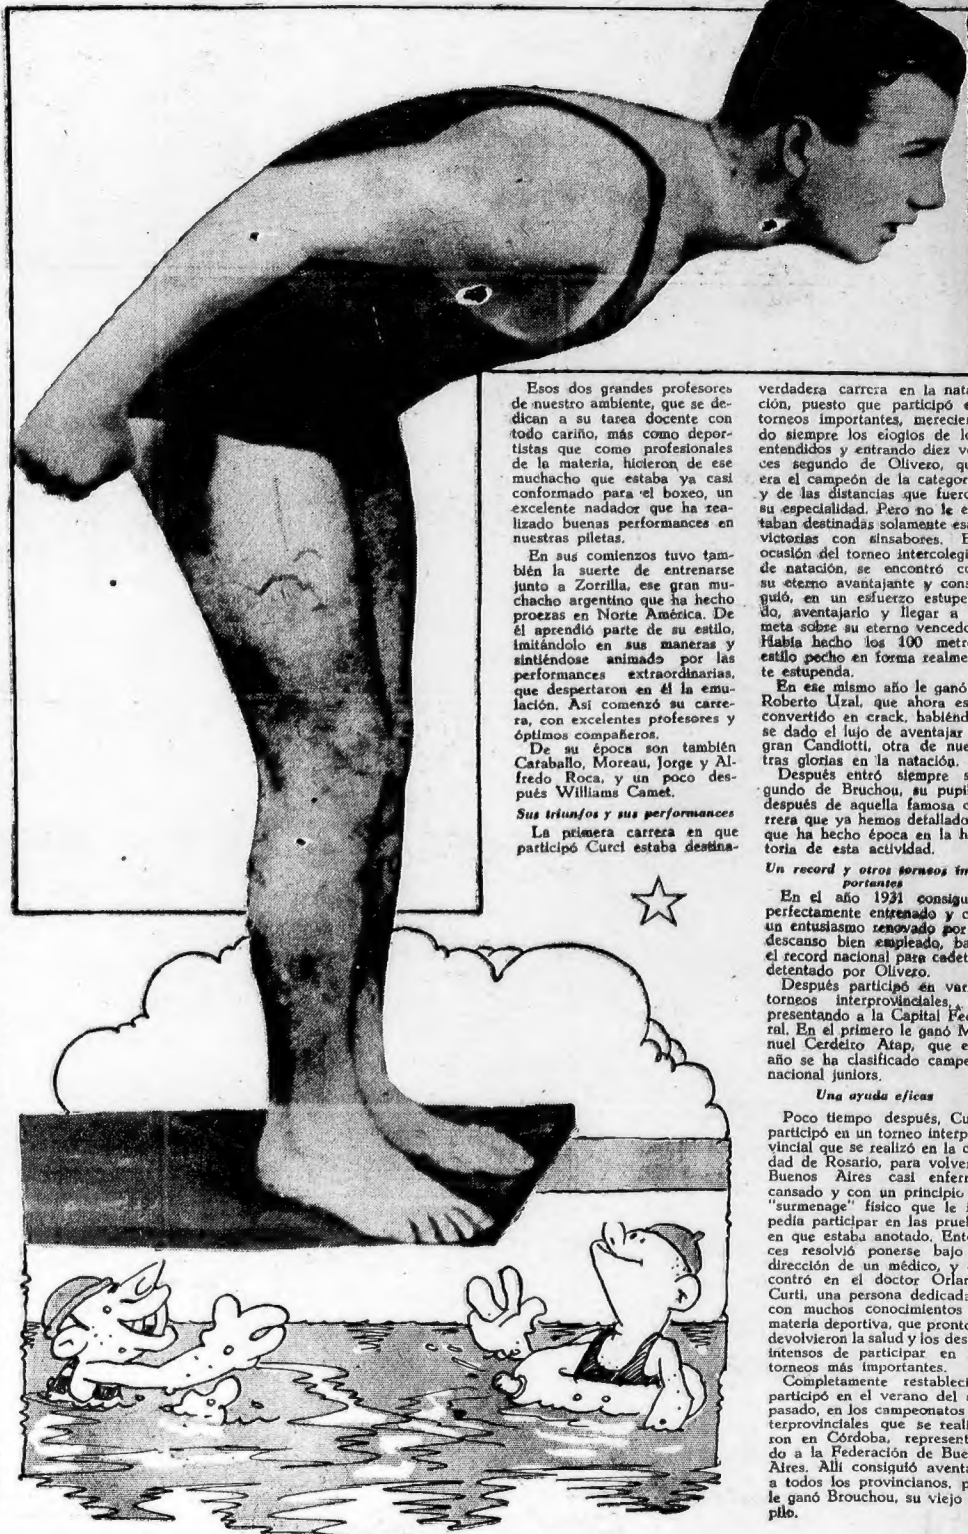 Esos dos grandes profesores
de nuestro ambiente, que se de-
dican a su tarea docente con
todo cariño, más como depor-
tistas que como profesionales
de la materia, hicieron de ese
muchacho que estaba ya casi
conformado para el boxeo, un
excelente nadador que ha rea-
lizado buenas performances en
nuestras piletas.
En sus comienzos tuvo tam-
bién la suerte de entrenarse
junto a Zorrilla, ese gran mu-
chacho argentino que ha hecho
proezas en Norte América. De
él aprendió parte de su estilo,
imitándolo en sus maneras y
sintiéndose animado por las
performances extraordinarias,
que despertaron en él la emu-
lación. Así comenzó su carre-
ra, con excelentes profesores y
óptimos compañeros.
De su época son también
Caraballo, Moreau, Jorge y Al-
fredo Roca, y un poco des-
pués Williams Camet.
Sus triunfos y sus performances
La primera carrera en que
participó Curci estaba destina-
verdadera carrera en la nata
ción, puesto que participó e
torneos importantes, merecien
do siempre los elogios de l
entendidos y entrando diez v
ces segundo de Olivero, qu
era el campeón de la categor
y de las distancias que fuero
su especialidad. Pero no le e
taban destinadas solamente esa
victorias con sinsabores. E
ocasión del torneo intercolegi
de natación, se encontró co
su eterno avantajante y cons
guió, en un esfuerzo estupe
do, aventajarlo y llegar a
meta sobre su eterno vencedo
Había hecho los 100 metro
estilo pecho en forma realme
te estupenda.
En ese mismo año le ganó
Roberto Uzal, que ahora es
convertido en crack, habiénd
se dado el lujo de aventajar
gran Candiotti, otra de nue
tras glorias en la natación.
Después entró siempre s
gundo de Bruchou, su pupi
después de aquella famosa c
rrera que ya hemos detallado
que ha hecho época en la h
toria de esta actividad.
Un record y otros torneos im
portantes
En el año 1931 consigu
perfectamente entrenado y c
un entusiasmo renovado por
descanso bien empleado, ba
el record nacional para cadet
detentado por Olivero.
Después participó en var
torneos interprovinciales,
presentando a la Capital Fed
ral. En el primero le ganó M
nuel Cerdeiro Atap, que e
año se ha clasificado campe
nacional juniors.
Una ayuda eficas
Poco tiempo después, Cu
participó en un torneo interp
vincial que se realizó en la c
dad de Rosario, para volver
Buenos Aires casi enferm
cansado y con un principio
"surmenage" físico que le i
pedía participar en las prueb
en que estaba anotado. Ento
ces resolvió ponerse bajo
dirección de un médico, y
contró en el doctor Orlan
Curti, una persona dedicada
con muchos conocimientos
materia deportiva, que pronto
devolvieron la salud y los des
intensos de participar en
torneos más importantes.
Completamente restableci
participó en el verano del
pasado, en los campeonatos
terprovinciales que se reali
ron en Córdoba, represent
do a la Federación de Bue
Aires. Allí consiguió aventa
a todos los provincianos, p
le ganó Brouchou, su viejo
pilo.